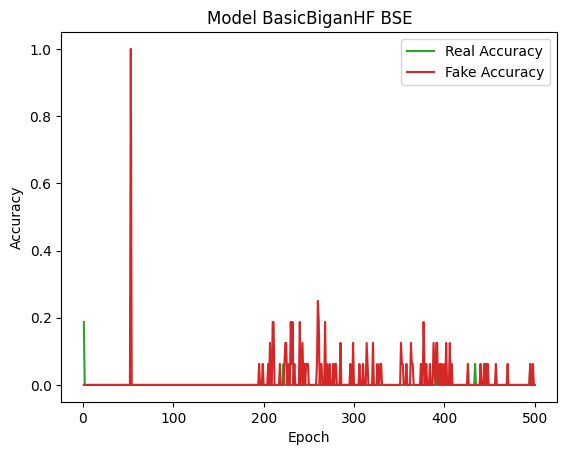 Model BasicBiganHF BSE
Real Accuracy
Fake Accuracy
Accuracy
1.0
0.8
0.6
0.4
0.2
0.0
0 100 200 300 400 500
Epoch